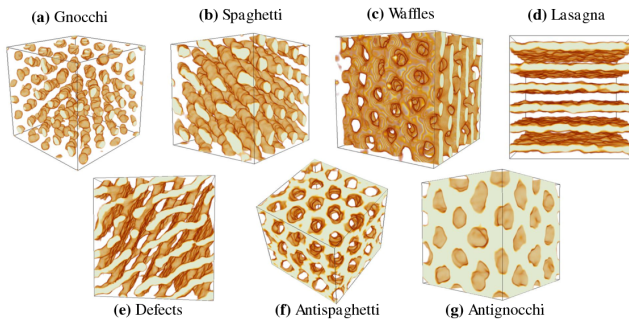 (a) Gnocchi
(b) Spaghetti
(c) Waffles
(d) Lasagna
(e) Defects
(f) Antispaghetti
(g) Antignocchi